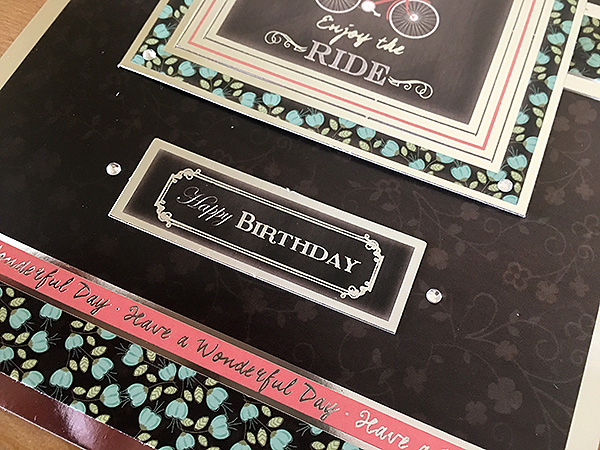 Enjoy the
RIDE
Happy BIRTHDAY
Wonderful Day · Have a Wonderful Day · Have a